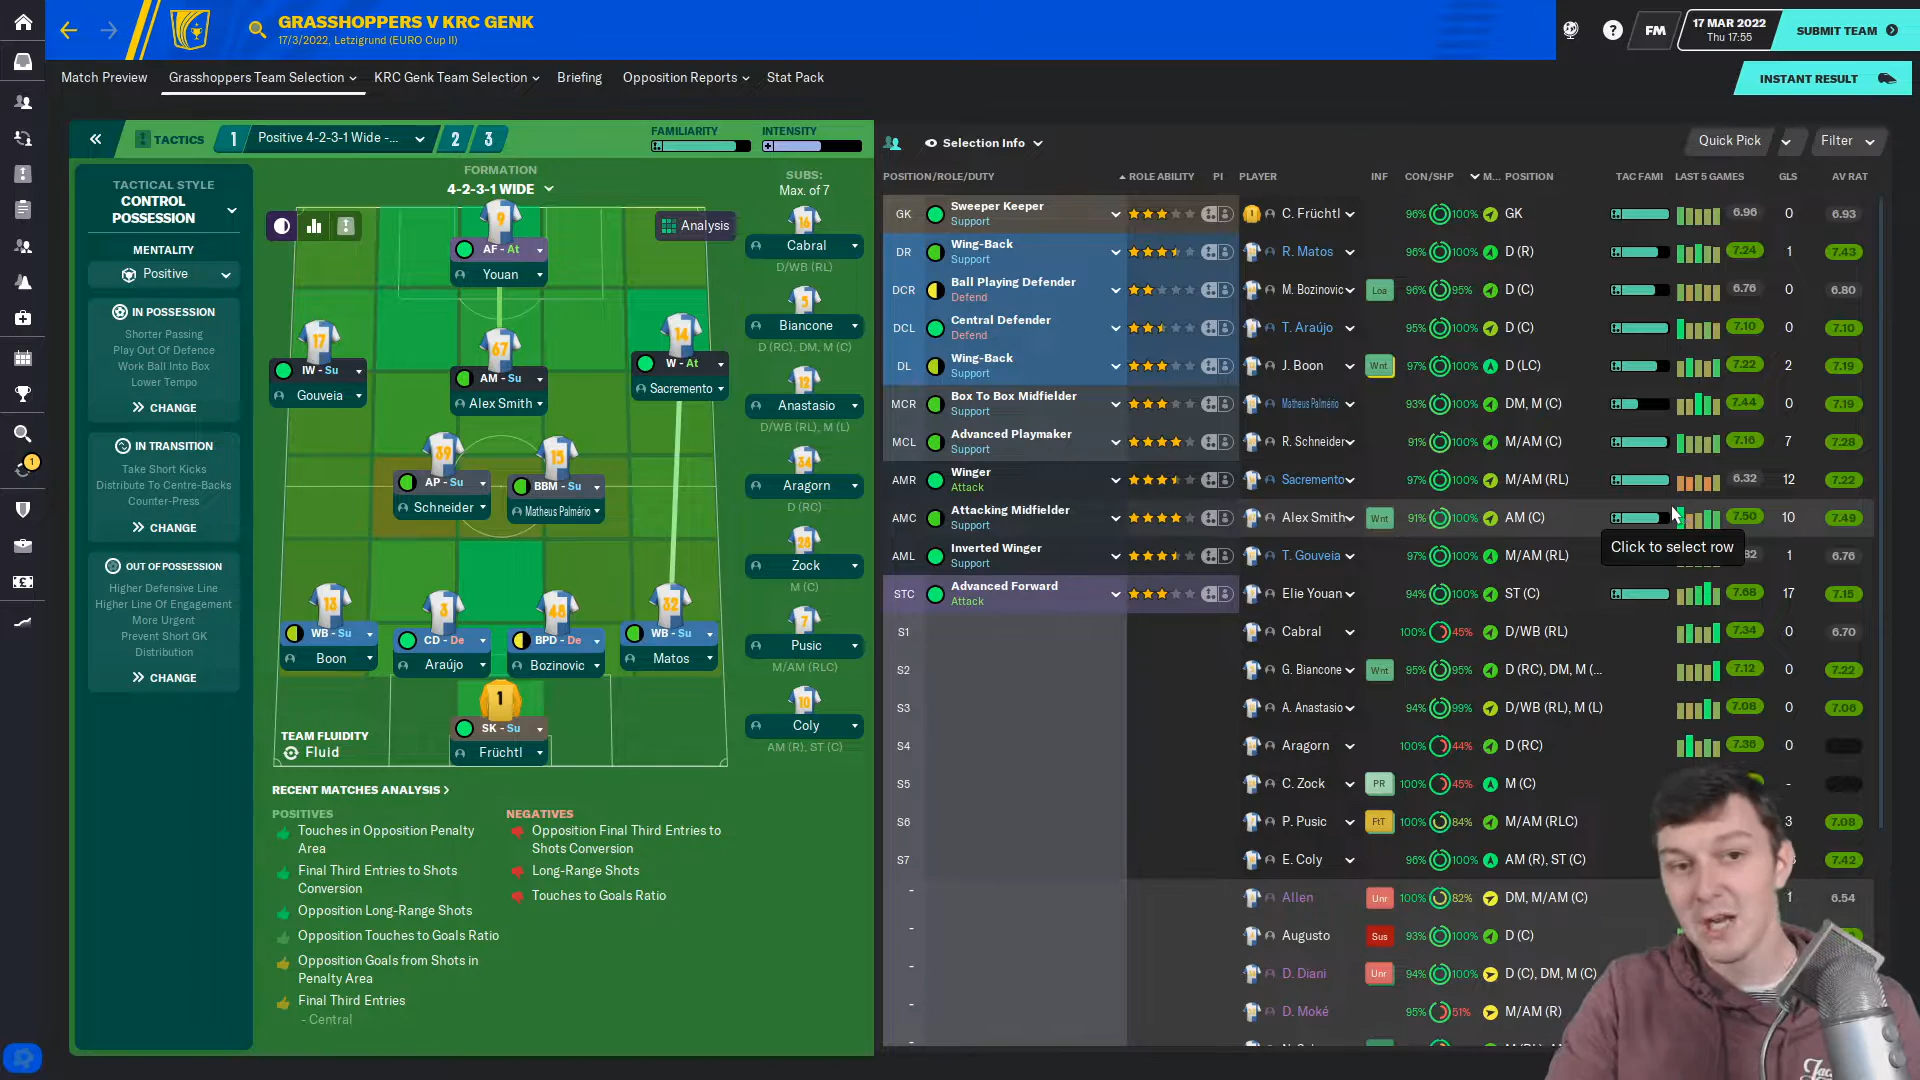 GRASSHOPPERS V KRC GENK
17/3/2022, Letzigrund (EURO Cup II)
FM
17 MAR 2022
Thu 17:55
SUBMIT TEAM
Match Preview
Grasshoppers Team Selection
KRC Genk Team Selection
Briefing
Opposition Reports
Stat Pack
INSTANT RESULT
TACTICS
1
Positive 4-2-3-1 Wide -...
2
3
FAMILIARITY
INTENSITY
TACTICAL STYLE
CONTROL
POSSESSION
MENTALITY
Positive
IN POSSESSION
Shorter Passing
Play Out Of Defence
Work Ball Into Box
Lower Tempo
CHANGE
IN TRANSITION
Take Short Kicks
Distribute To Centre-Backs
Counter-Press
CHANGE
OUT OF POSSESSION
Higher Defensive Line
Higher Line Of Engagement
More Urgent
Prevent Short GK
Distribution
CHANGE
FORMATION
4-2-3-1 WIDE
Analysis
9
AF - At
Youan
17
IW - Su
Gouveia
67
AM - Su
Alex Smith
14
W - At
Sacremento
39
AP - Su
Schneider
15
BBM - Su
Matheus Palmério
13
WB - Su
Boon
3
CD - De
Araújo
48
BPD - De
Bozinovic
32
WB - Su
Matos
1
SK - Su
Früchtl
TEAM FLUIDITY
Fluid
SUBS:
Max. of 7
16
Cabral
D/WB (RL)
5
Biancone
D (RC), DM, M (C)
12
Anastasio
D/WB (RL), M (L)
34
Aragorn
D (RC)
28
Zock
M (C)
7
Pusic
M/AM (RLC)
10
Coly
AM (R), ST (C)
RECENT MATCHES ANALYSIS >
POSITIVES
Touches in Opposition Penalty
Area
Final Third Entries to Shots
Conversion
Opposition Long-Range Shots
Opposition Touches to Goals Ratio
Opposition Goals from Shots in
Penalty Area
Final Third Entries
- Central
NEGATIVES
Opposition Final Third Entries to
Shots Conversion
Long-Range Shots
Touches to Goals Ratio
Selection Info
Quick Pick
Filter
POSITION/ROLE/DUTY ROLE ABILITY PI PLAYER INF CON/SHP M... POSITION TAC FAMI LAST 5 GAMES GLS AV RAT
GK Sweeper Keeper Support C. Früchtl 96% 100% GK 6.96 0 6.93
DR Wing-Back Support R. Matos 96% 100% D (R) 7.24 1 7.43
DCR Ball Playing Defender Defend M. Bozinovic Loa 96% 95% D (C) 6.76 0 6.80
DCL Central Defender Defend T. Araújo 95% 100% D (C) 7.10 0 7.10
DL Wing-Back Support J. Boon Wnt 97% 100% D (LC) 7.22 2 7.19
MCR Box To Box Midfielder Support Matheus Palmério 93% 100% DM, M (C) 7.44 0 7.19
MCL Advanced Playmaker Support R. Schneider 91% 100% M/AM (C) 7.16 7 7.28
AMR Winger Attack Sacremento 97% 100% M/AM (RL) 6.32 12 7.22
AMC Attacking Midfielder Support Alex Smith Wnt 91% 100% AM (C) 7.50 10 7.49
AML Inverted Winger Support T. Gouveia 97% 100% M/AM (RL) 1 6.76
Click to select row
STC Advanced Forward Attack Elie Youan 94% 100% ST (C) 7.68 17 7.15
S1 Cabral 100% 45% D/WB (RL) 7.34 0 6.70
S2 G. Biancone Wnt 95% 95% D (RC), DM, M (... 7.12 0 7.22
S3 A. Anastasio 94% 99% D/WB (RL), M (L) 7.08 0 7.06
S4 Aragorn 100% 44% D (RC) 7.36 0
S5 C. Zock PR 100% 45% M (C) -
S6 P. Pusic FtT 100% 84% M/AM (RLC) 3 7.08
S7 E. Coly 96% 100% AM (R), ST (C) 7.42
- Allen Unr 100% 82% DM, M/AM (C) 1 6.54
- Augusto Sus 93% 100% D (C)
- D. Diani Unr 94% 100% D (C), DM, M (C)
- D. Moké 95% 51% M/AM (R)
-
1